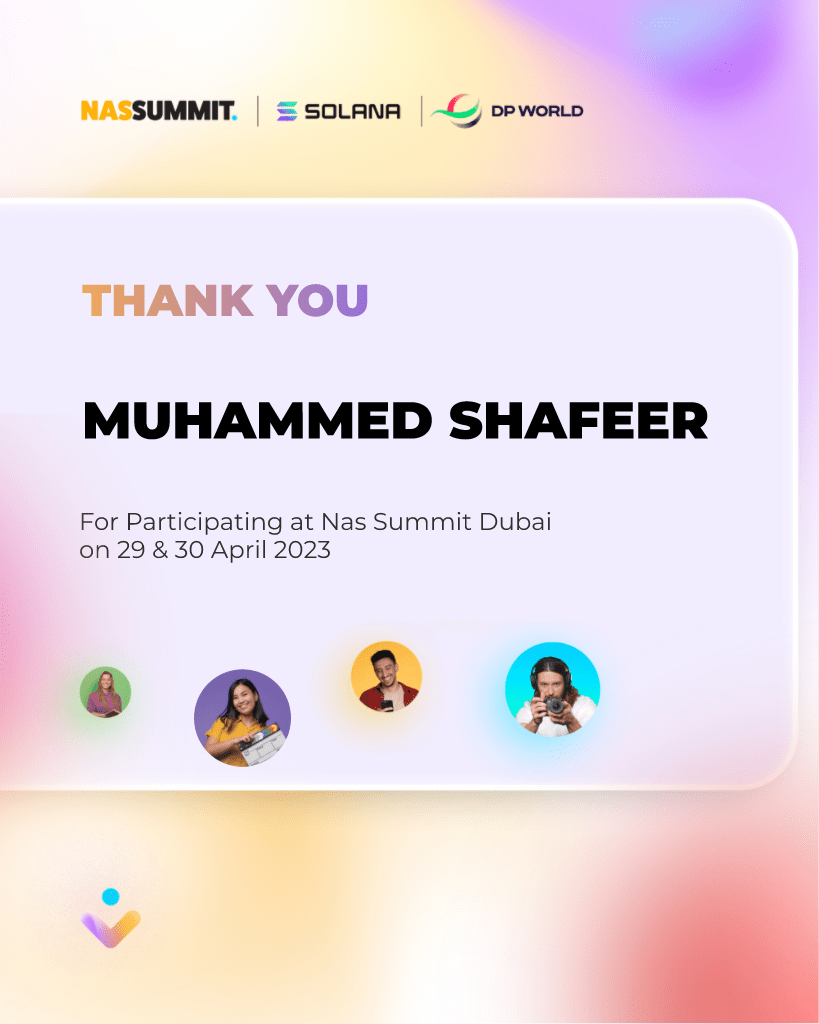 NASSUMMIT. | SOLANA | DP WORLD
THANK YOU
MUHAMMED SHAFEER
For Participating at Nas Summit Dubai
on 29 & 30 April 2023